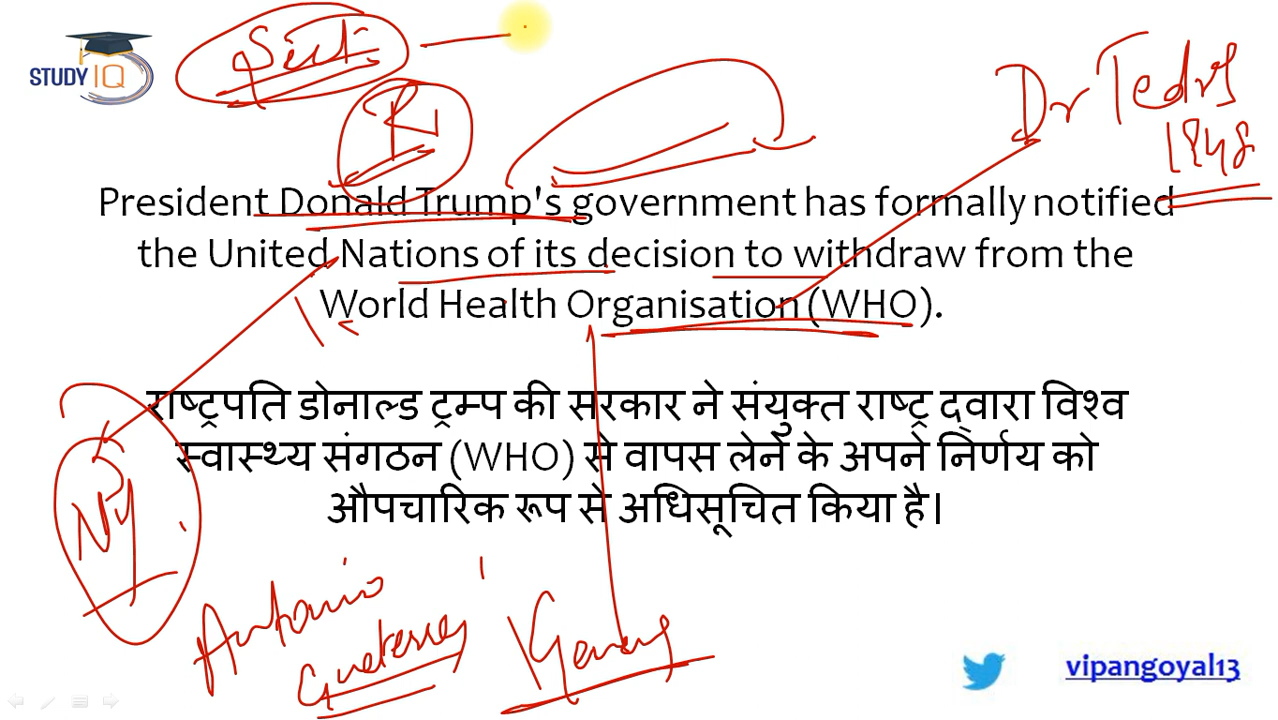 STUDY IQ
Dr Tedros
1948
President Donald Trump's government has formally notified
the United Nations of its decision to withdraw from the
World Health Organisation (WHO).
राष्ट्रपति डोनाल्ड ट्रम्प की सरकार ने संयुक्त राष्ट्र द्वारा विश्व
स्वास्थ्य संगठन (WHO) से वापस लेने के अपने निर्णय को
औपचारिक रूप से अधिसूचित किया है।
NY
Antonio
vipangoyal13